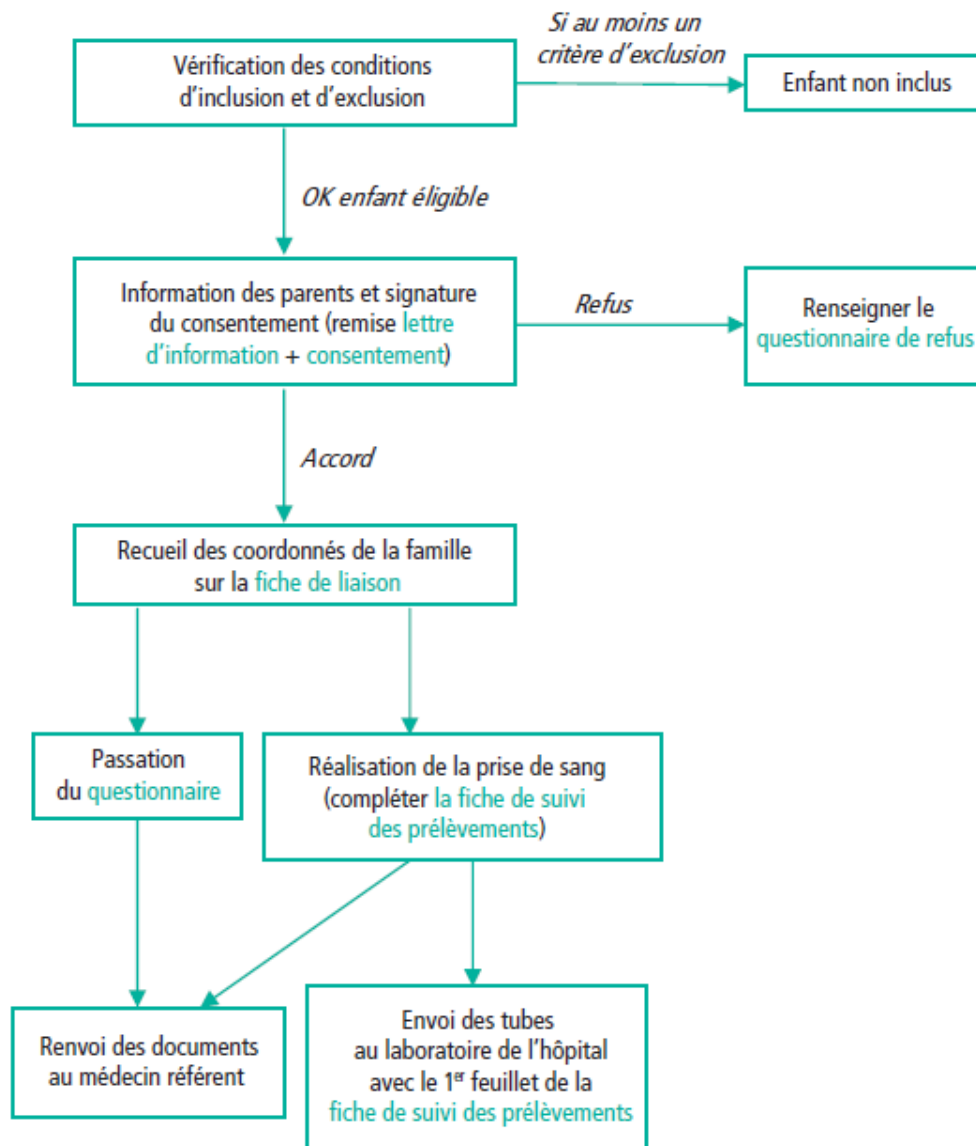 Si au moins un
critère d'exclusion
Vérification des conditions
d'inclusion et d'exclusion
Enfant non inclus
OK enfant éligible
Information des parents et signature
du consentement (remise lettre
d'information + consentement)
Refus
Renseigner le
questionnaire de refus
Accord
Recueil des coordonnés de la famille
sur la fiche de liaison
Passation
du questionnaire
Réalisation de la prise de sang
(compléter la fiche de suivi
des prélèvements)
Renvoi des documents
au médecin référent
Envoi des tubes
au laboratoire de l'hôpital
avec le 1er feuillet de la
fiche de suivi des prélèvements